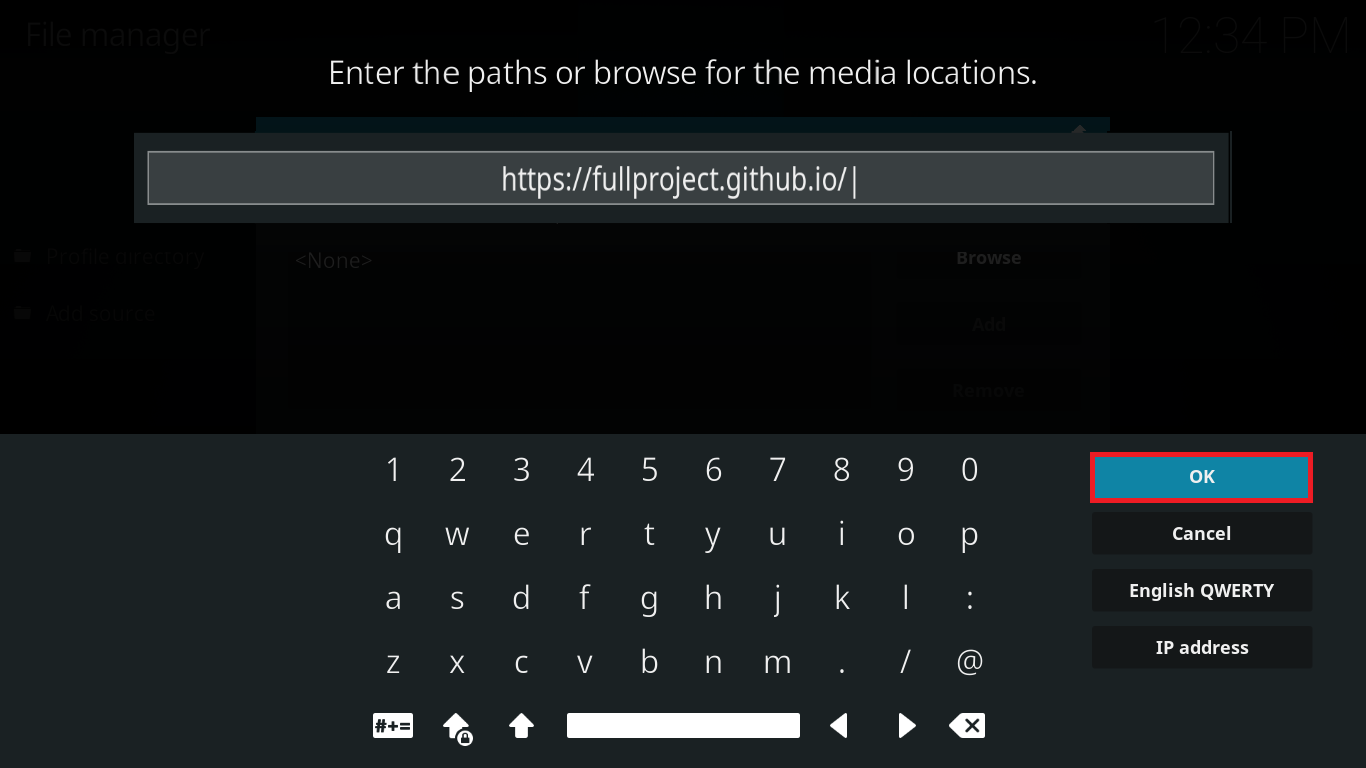 File manager
12:34 PM
Enter the paths or browse for the media locations.
https://fullproject.github.io/
Profile directory
<None>
Browse
Add source
Add
Remove
1 2 3 4 5 6 7 8 9 0
OK
q w e r t y u i o p
Cancel
a s d f g h j k l :
English QWERTY
z x c v b n m . / @
IP address
#+=